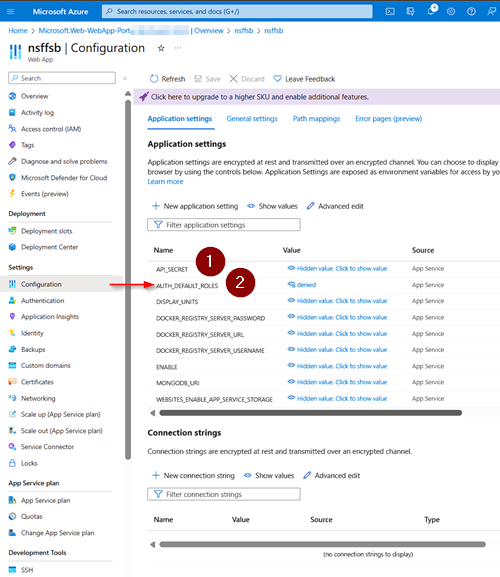 Microsoft Azure
Search resources, services, and docs (G+/)
4
Home > Microsoft.Web-WebApp-Por | Overview > nsffsb > nsffsb
nsffsb | Configuration
Web App
Search
Overview
Activity log
Access control (IAM)
Tags
Diagnose and solve problems
Microsoft Defender for Cloud
Events (preview)
Deployment
Deployment slots
Deployment Center
Settings
Configuration
Authentication
Application Insights
Identity
Backups
Custom domains
Certificates
Networking
Scale up (App Service plan)
Scale out (App Service plan)
Service Connector
Locks
App Service plan
App Service plan
Quotas
Change App Service plan
Development Tools
SSH
Refresh Save Discard Leave Feedback
Click here to upgrade to a higher SKU and enable additional features.
Application settings General settings Path mappings Error pages (preview)
Application settings
Application settings are encrypted at rest and transmitted over an encrypted channel. You can choose to display
browser by using the controls below. Application Settings are exposed as environment variables for access by yo
Learn more
New application setting Show values Advanced edit
Filter application settings
Name Value Source
API_SECRET 1 Hidden value. Click to show value App Service
AUTH_DEFAULT_ROLES 2 denied App Service
DISPLAY_UNITS Hidden value. Click to show value App Service
DOCKER_REGISTRY_SERVER_PASSWORD Hidden value. Click to show value App Service
DOCKER_REGISTRY_SERVER_URL Hidden value. Click to show value App Service
DOCKER_REGISTRY_SERVER_USERNAME Hidden value. Click to show value App Service
ENABLE Hidden value. Click to show value App Service
MONGODB_URI Hidden value. Click to show value App Service
WEBSITES_ENABLE_APP_SERVICE_STORAGE Hidden value. Click to show value App Service
Connection strings
Connection strings are encrypted at rest and transmitted over an encrypted channel.
New connection string Show values Advanced edit
Filter connection strings
Name Value Source Type
(no connection strings to display)